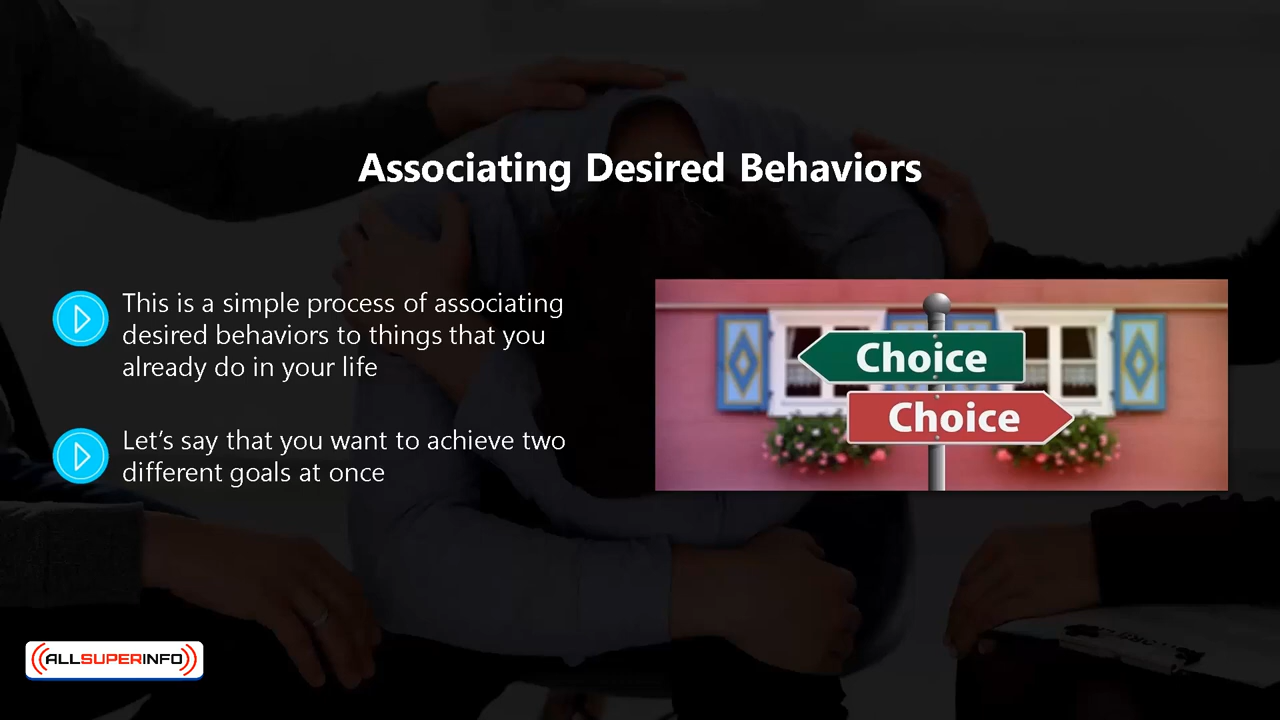 Associating Desired Behaviors
This is a simple process of associating
desired behaviors to things that you
already do in your life
Let's say that you want to achieve two
different goals at once
Choice
Choice
ALLSUPERINFO